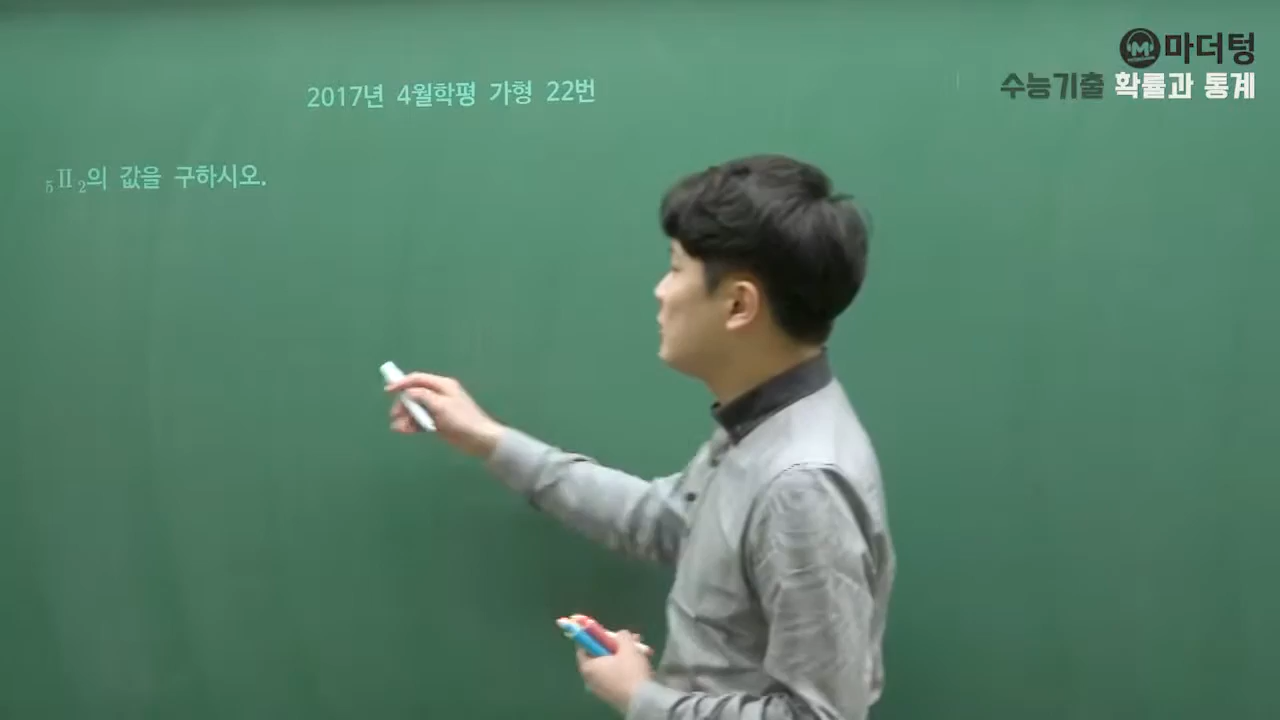 마더텅
수능기출 확률과 통계
2017년 4월학평 가형 22번
₅Π₂의 값을 구하시오.